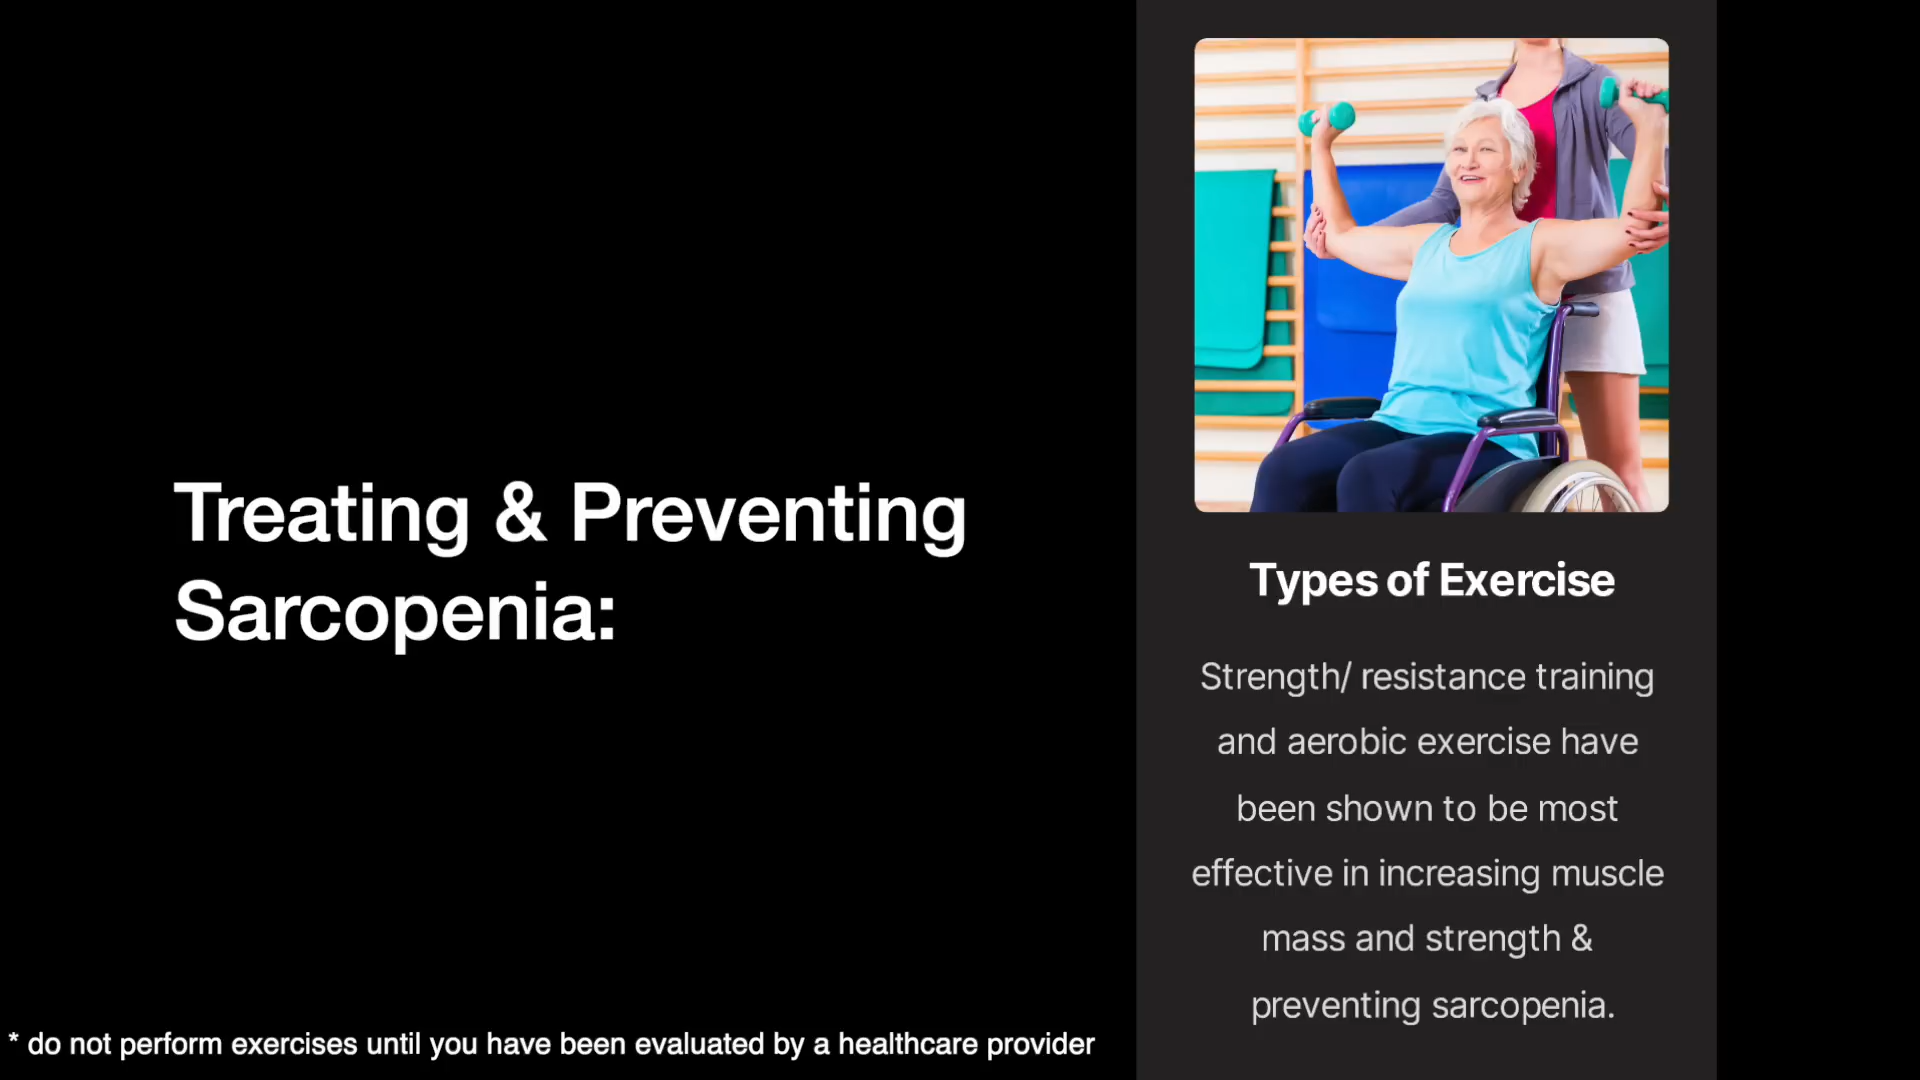 Treating & Preventing
Sarcopenia:
Types of Exercise
Strength/ resistance training
and aerobic exercise have
been shown to be most
effective in increasing muscle
mass and strength &
preventing sarcopenia.
* do not perform exercises until you have been evaluated by a healthcare provider